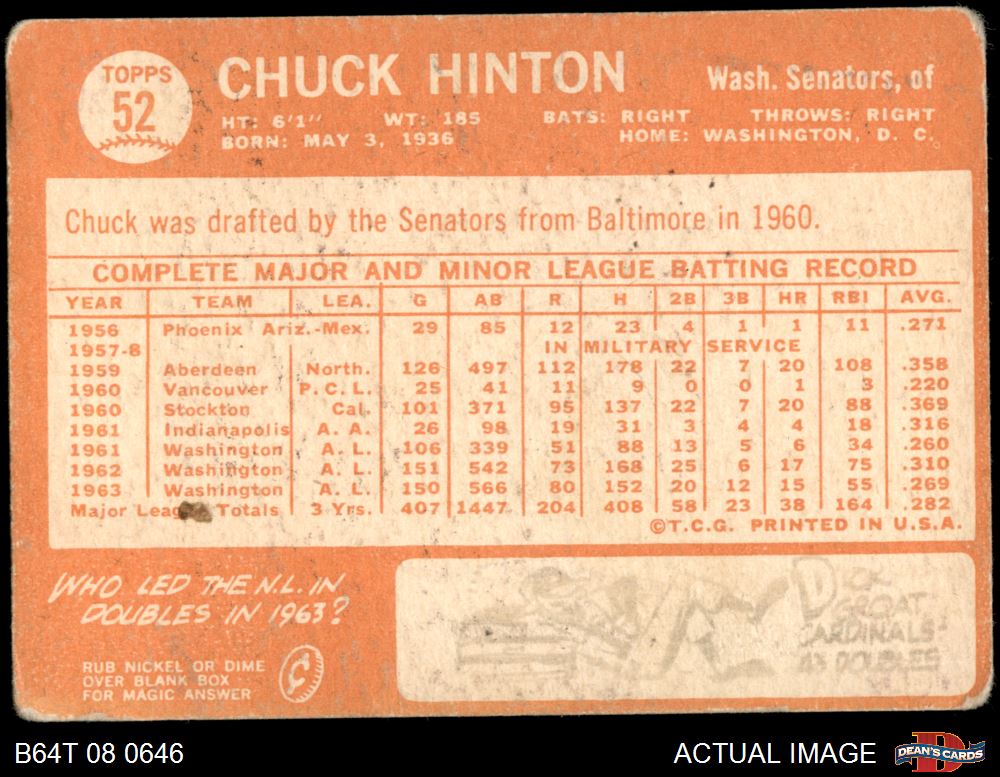 TOPPS
52
CHUCK HINTON
Wash. Senators, of
HT: 6'1'' WT: 185 BATS: RIGHT THROWS: RIGHT
BORN: MAY 3, 1936 HOME: WASHINGTON, D. C.
Chuck was drafted by the Senators from Baltimore in 1960.
COMPLETE MAJOR AND MINOR LEAGUE BATTING RECORD
YEAR TEAM LEA. G AB R H 2B 3B HR RBI AVG.
1956 Phoenix Ariz.-Mex. 29 85 12 23 4 1 1 11 .271
1957-8 IN MILITARY SERVICE
1959 Aberdeen North. 126 497 112 178 22 7 20 108 .358
1960 Vancouver P.C.L. 25 41 11 9 0 0 1 3 .220
1960 Stockton Cal. 101 371 95 137 22 7 20 88 .369
1961 Indianapolis A. A. 26 98 19 31 3 4 4 18 .316
1961 Washington A. L. 106 339 51 88 13 5 6 34 .260
1962 Washington A. L. 151 542 73 168 25 6 17 75 .310
1963 Washington A. L. 150 566 80 152 20 12 15 55 .269
Major League Totals 3 Yrs. 407 1447 204 408 58 23 38 164 .282
©T.C.G. PRINTED IN U.S.A.
WHO LED THE N.L. IN
DOUBLES IN 1963?
RUB NICKEL OR DIME
OVER BLANK BOX
FOR MAGIC ANSWER
GROAT
CARDINALS
43 DOUBLES
B64T 08 0646
ACTUAL IMAGE
DEAN'S CARDS